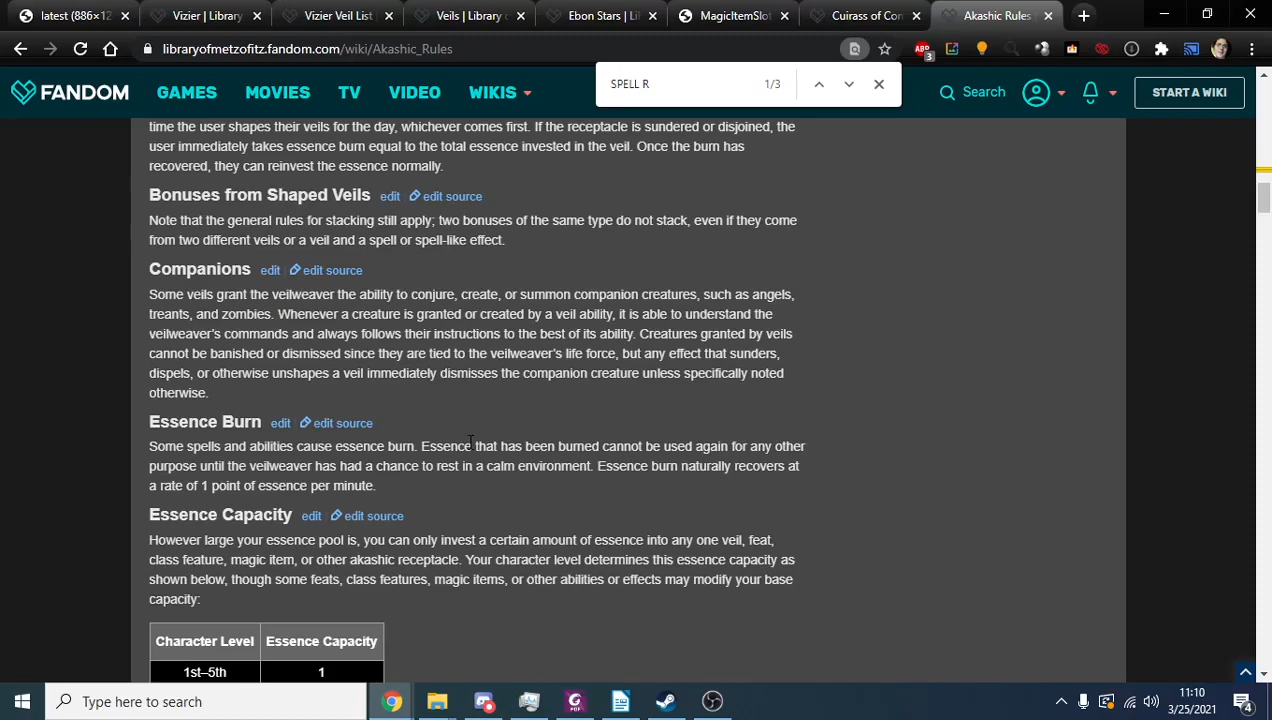 latest (886×12
Vizier | Library
Vizier Veil List
Veils | Library o
Ebon Stars | Li
MagicItemSlot
Cuirass of Con
Akashic Rules
libraryofmetzofitz.fandom.com/wiki/Akashic_Rules
ABP
3
SPELL R
1/3
FANDOM
GAMES
MOVIES
TV
VIDEO
WIKIS
Search
START A WIKI
time the user shapes their veils for the day, whichever comes first. If the receptacle is sundered or disjoined, the
user immediately takes essence burn equal to the total essence invested in the veil. Once the burn has
recovered, they can reinvest the essence normally.
Bonuses from Shaped Veils edit edit source
Note that the general rules for stacking still apply; two bonuses of the same type do not stack, even if they come
from two different veils or a veil and a spell or spell-like effect.
Companions edit edit source
Some veils grant the veilweaver the ability to conjure, create, or summon companion creatures, such as angels,
treants, and zombies. Whenever a creature is granted or created by a veil ability, it is able to understand the
veilweaver's commands and always follows their instructions to the best of its ability. Creatures granted by veils
cannot be banished or dismissed since they are tied to the veilweaver's life force, but any effect that sunders,
dispels, or otherwise unshapes a veil immediately dismisses the companion creature unless specifically noted
otherwise.
Essence Burn edit edit source
Some spells and abilities cause essence burn. Essence that has been burned cannot be used again for any other
purpose until the veilweaver has had a chance to rest in a calm environment. Essence burn naturally recovers at
a rate of 1 point of essence per minute.
Essence Capacity edit edit source
However large your essence pool is, you can only invest a certain amount of essence into any one veil, feat,
class feature, magic item, or other akashic receptacle. Your character level determines this essence capacity as
shown below, though some feats, class features, magic items, or other abilities or effects may modify your base
capacity:
Character Level Essence Capacity
1st–5th 1
Type here to search
PDF
11:10
3/25/2021
4